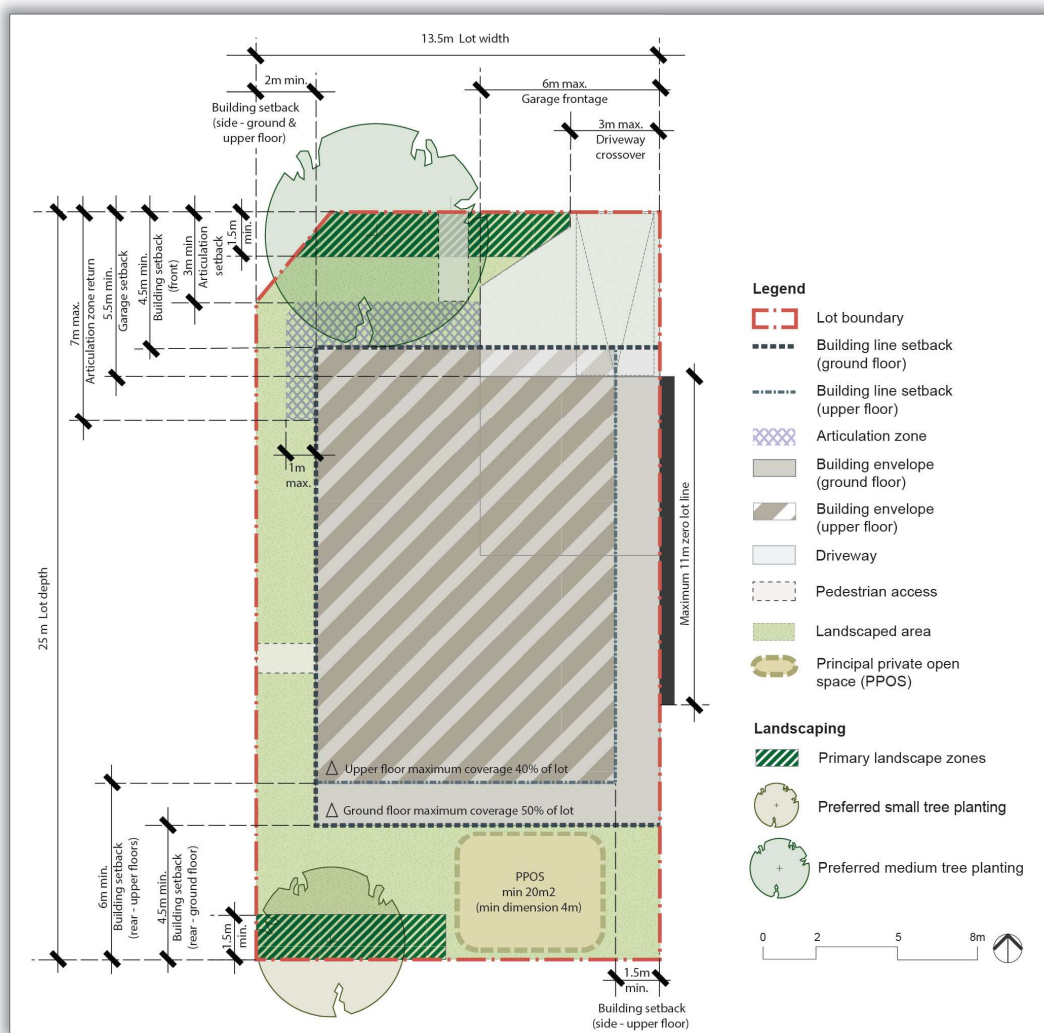 13.5m Lot width
2m min.
Building setback
(side - ground &
upper floor)
6m max.
Garage frontage
3m max.
Driveway
crossover
7m max.
Articulation zone return
5.5m min.
Garage setback
4.5m min.
Building setback
(front)
3m min
Articulation
setback
1.5m
min.
1m
max.
25 m Lot depth
Maximum 11m zero lot line
Upper floor maximum coverage 40% of lot
Ground floor maximum coverage 50% of lot
6m min.
Building setback
(rear - upper floors)
4.5m min.
Building setback
(rear - ground floor)
1.5m
min.
PPOS
min 20m2
(min dimension 4m)
1.5m
min.
Building setback
(side - upper floor)
Legend
Lot boundary
Building line setback
(ground floor)
Building line setback
(upper floor)
Articulation zone
Building envelope
(ground floor)
Building envelope
(upper floor)
Driveway
Pedestrian access
Landscaped area
Principal private open
space (PPOS)
Landscaping
Primary landscape zones
Preferred small tree planting
Preferred medium tree planting
0 2 5 8m